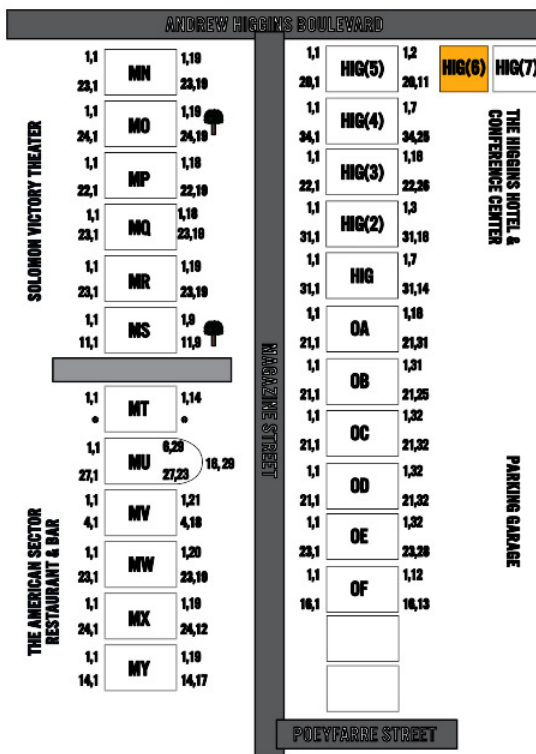 ANDREW HIGGINS BOULEVARD
SOLOMON VICTORY THEATER
1,1 MN 1,19
23,1 23,19
1,1 MO 1,19
24,1 24,19
1,1 MP 1,18
22,1 22,19
1,1 MQ 1,18
23,1 23,19
1,1 MR 1,19
23,1 23,19
1,1 MS 1,9
11,1 11,9
THE AMERICAN SECTOR
RESTAURANT & BAR
1,1 MT 1,14
1,1 MU 6,29
27,1 27,23
16,29
1,1 MV 1,21
4,1 4,18
1,1 MW 1,20
23,1 23,19
1,1 MX 1,19
24,1 24,12
1,1 MY 1,19
14,1 14,17
MAGAZINE STREET
1,1 HIG(5) 1,2
20,1 20,11
HIG(6)
HIG(7)
1,1 HIG(4) 1,7
34,1 34,25
1,1 HIG(3) 1,18
22,1 22,26
1,1 HIG(2) 1,3
31,1 31,16
1,1 HIG 1,7
31,1 31,14
1,1 OA 1,18
21,1 21,31
1,1 OB 1,31
21,1 21,25
1,1 OC 1,32
21,1 21,32
1,1 OD 1,32
21,1 21,32
1,1 OE 1,32
23,1 23,28
1,1 OF 1,12
16,1 16,13
THE HIGGINS HOTEL &
CONFERENCE CENTER
PARKING GARAGE
POEYFARRE STREET